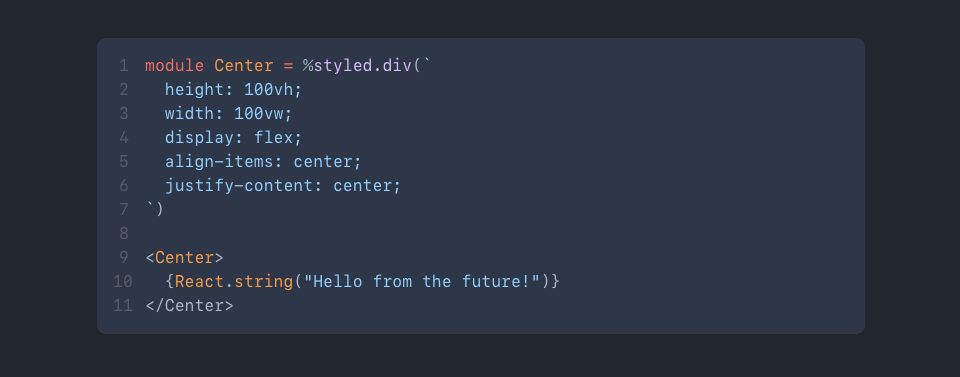 1 module Center = %styled.div(`
2   height: 100vh;
3   width: 100vw;
4   display: flex;
5   align-items: center;
6   justify-content: center;
7 `)
8
9 <Center>
10   {React.string("Hello from the future!")}
11 </Center>